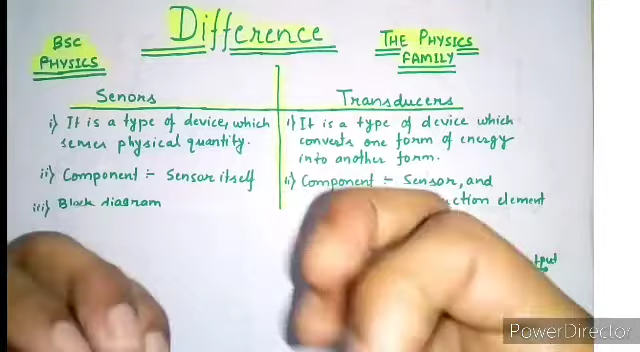 BSC
PHYSICS
Difference
THE PHYSICS
FAMILY
Senors
i) It is a type of device, which
senses physical quantity.
ii) Component :- Sensor itself
iii) Block diagram
Transducers
i) It is a type of device which
converts one form of energy
into another form.
ii) Component :- Sensor, and
element
PowerDirector